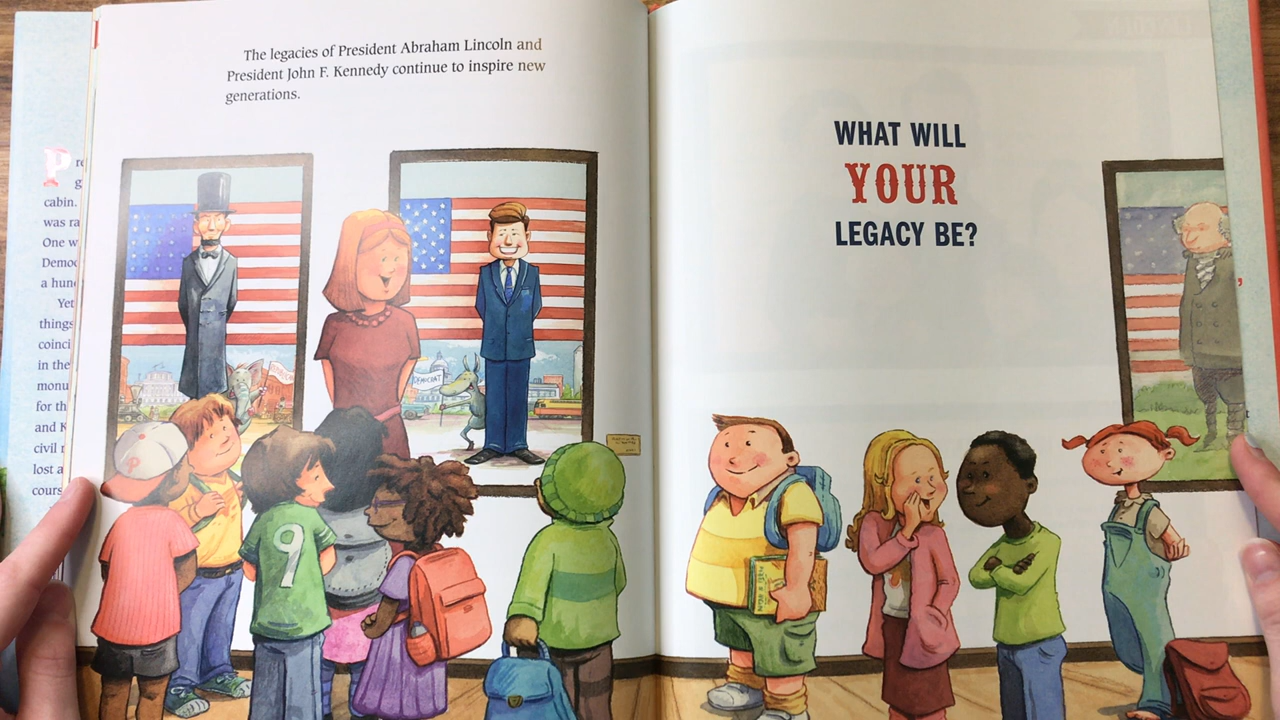 The legacies of President Abraham Lincoln and
President John F. Kennedy continue to inspire new
generations.
WHAT WILL
YOUR
LEGACY BE?
P
cabin.
was ra
One w
Democ
a hun
Yet
things
coinci
in the
monu
for th
and K
civil r
lost a
cours
DEMOCRAT
9